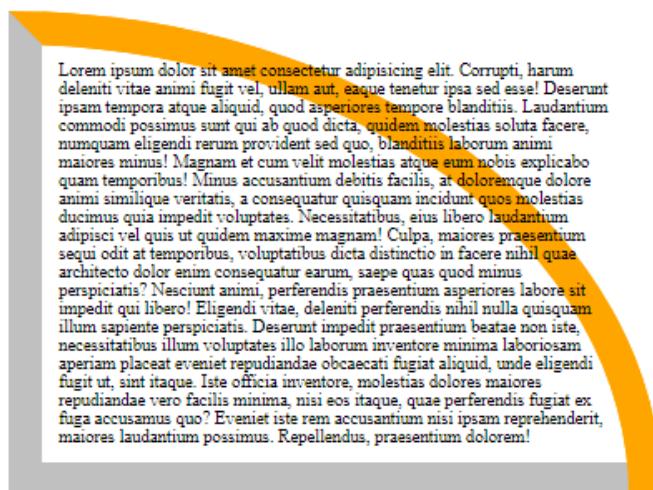 Lorem ipsum dolor sit amet consectetur adipisicing elit. Corrupti, harum
deleniti vitae animi fugit vel, ullam aut, eaque tenetur ipsa sed esse! Deserunt
ipsam tempora atque aliquid, quod asperiores tempore blanditiis. Laudantium
commodi possimus sunt qui ab quod dicta, quidem molestias soluta facere,
numquam eligendi rerum provident sed quo, blanditiis laborum animi
maiores minus! Magnam et cum velit molestias atque eum nobis explicabo
quam temporibus! Minus accusantium debitis facilis, at doloremque dolore
animi similique veritatis, a consequatur quisquam incidunt quos molestias
ducimus quia impedit voluptates. Necessitatibus, eius libero laudantium
adipisci vel quis ut quidem maxime magnam! Culpa, maiores praesentium
sequi odit at temporibus, voluptatibus dicta distinctio in facere nihil quae
architecto dolor enim consequatur earum, saepe quas quod minus
perspiciatis? Nesciunt animi, perferendis praesentium asperiores labore sit
impedit qui libero! Eligendi vitae, deleniti perferendis nihil nulla quisquam
illum sapiente perspiciatis. Deserunt impedit praesentium beatae non iste,
necessitatibus illum voluptates illo laborum inventore minima laboriosam
aperiam placeat eveniet repudiandae obcaecati fugiat aliquid, unde eligendi
fugit ut, sint itaque. Iste officia inventore, molestias dolores maiores
repudiandae vero facilis minima, nisi eos itaque, quae perferendis fugiat ex
fuga accusamus quo? Eveniet iste rem accusantium nisi ipsam reprehenderit,
maiores laudantium possimus. Repellendus, praesentium dolorem!